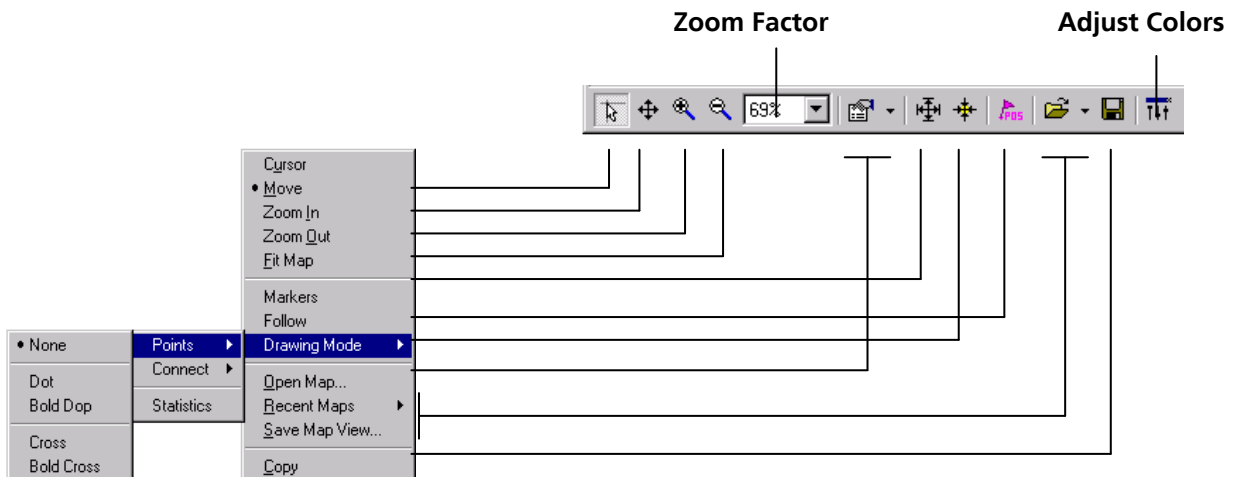 Zoom Factor
Adjust Colors
69%
POS
Cursor
• Move
Zoom In
Zoom Out
Fit Map
Markers
Follow
Drawing Mode
Open Map...
Recent Maps
Save Map View...
Copy
Points
Connect
Statistics
• None
Dot
Bold Dop
Cross
Bold Cross